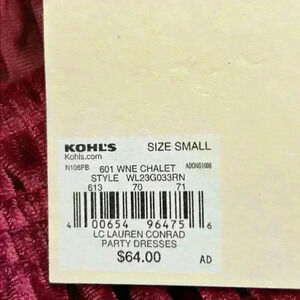 KOHL'S SIZE SMALL
Kohls.com
N106PB ADON51000
601 WNE CHALET
STYLE WL23G033RN
613 70 71
4 00654 96475 6
LC LAUREN CONRAD
PARTY DRESSES
$64.00 AD